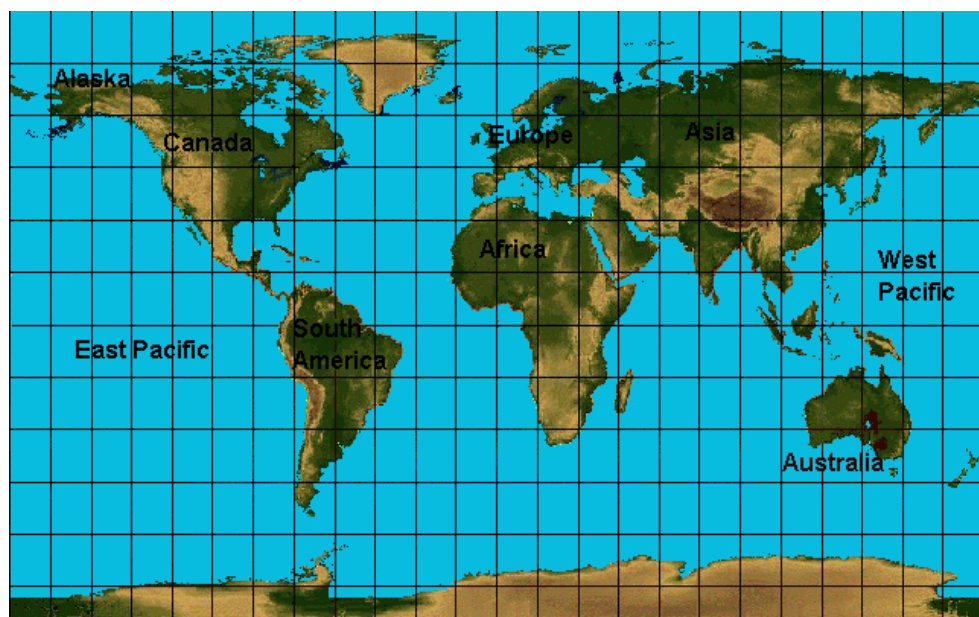 Alaska
Canada
Europe
Asia
Africa
West
Pacific
South
America
East Pacific
Australia